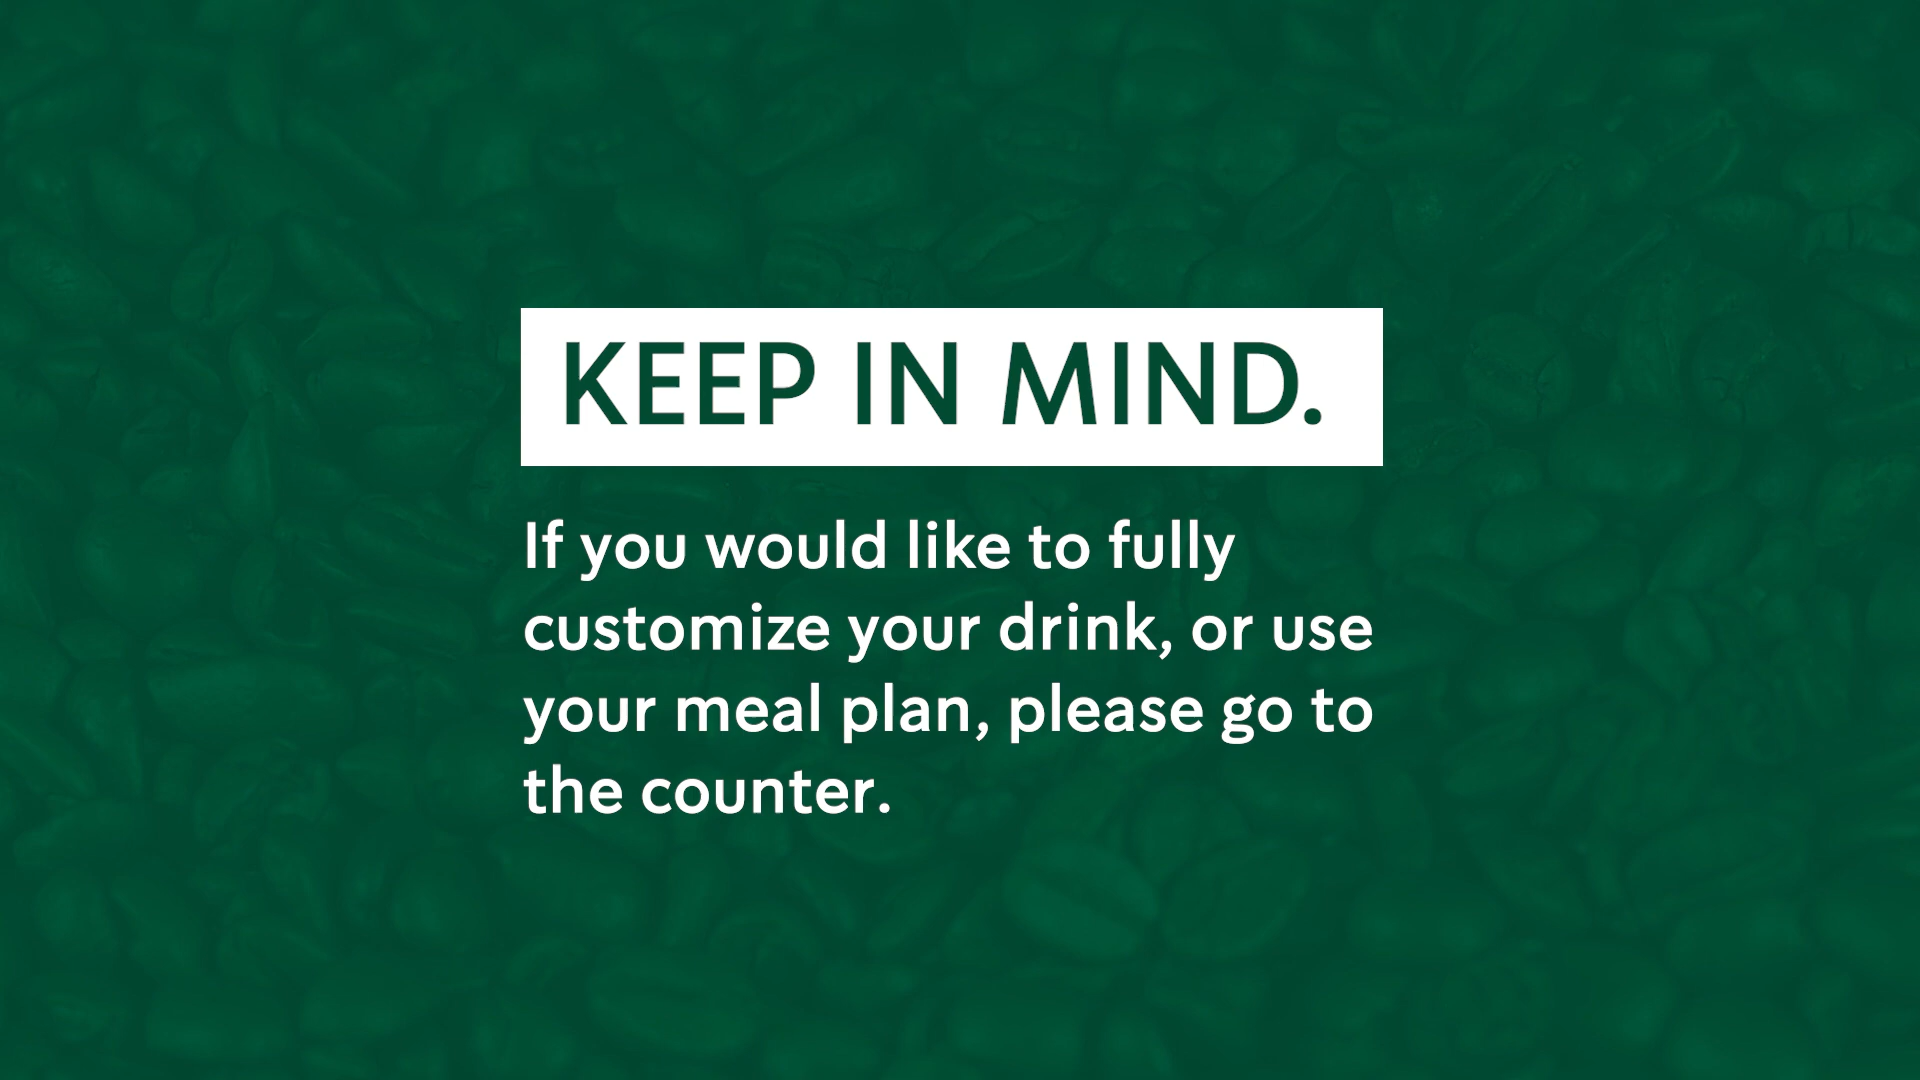 KEEP IN MIND.
If you would like to fully
customize your drink, or use
your meal plan, please go to
the counter.